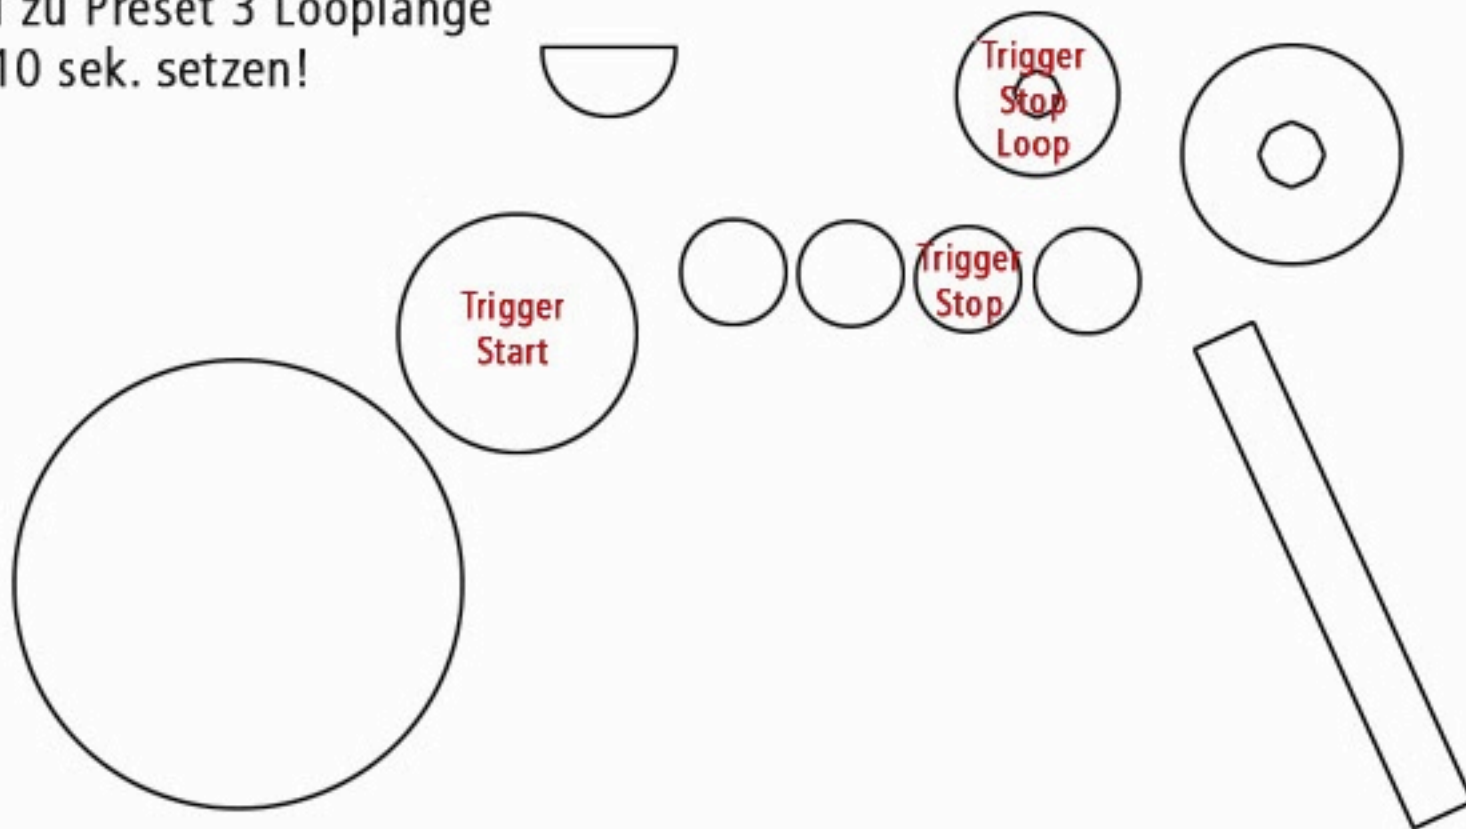 zu Preset 3 Looplänge
10 sek. setzen!
Trigger
Stop
Loop
Trigger
Stop
Trigger
Start